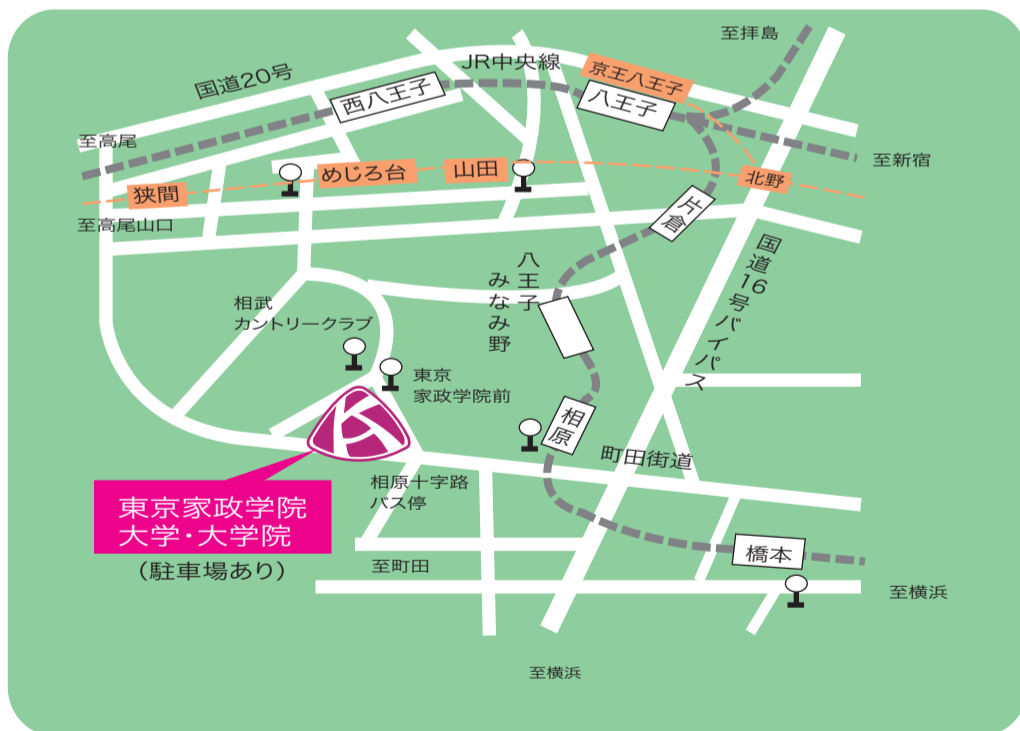 至拝島
国道20号
JR中央線
京王八王子
西八王子
八王子
至高尾
至新宿
めじろ台
山田
北野
狭間
片倉
至高尾山口
国道16号バイパス
八王子
みなみ野
相武
カントリークラブ
東京
家政学院前
相原
町田街道
相原十字路
バス停
東京家政学院
大学・大学院
(駐車場あり)
橋本
至町田
至横浜
至横浜